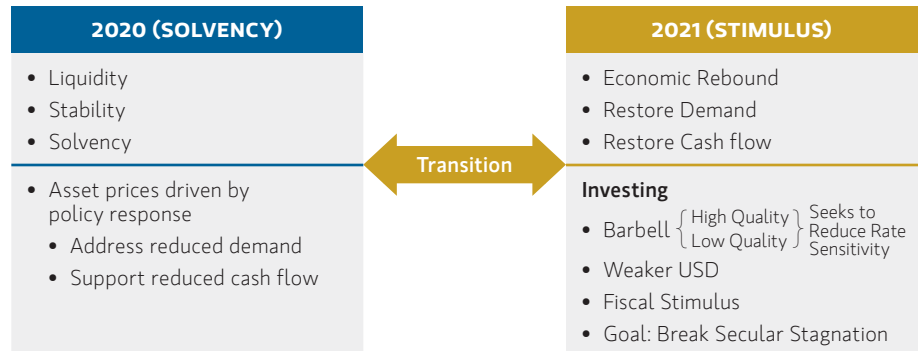 2020 (SOLVENCY)
• Liquidity
• Stability
• Solvency
• Asset prices driven by
policy response
• Address reduced demand
• Support reduced cash flow
Transition
2021 (STIMULUS)
• Economic Rebound
• Restore Demand
• Restore Cash flow
Investing
• Barbell { High Quality } Seeks to
Low Quality Reduce Rate
Sensitivity
• Weaker USD
• Fiscal Stimulus
• Goal: Break Secular Stagnation